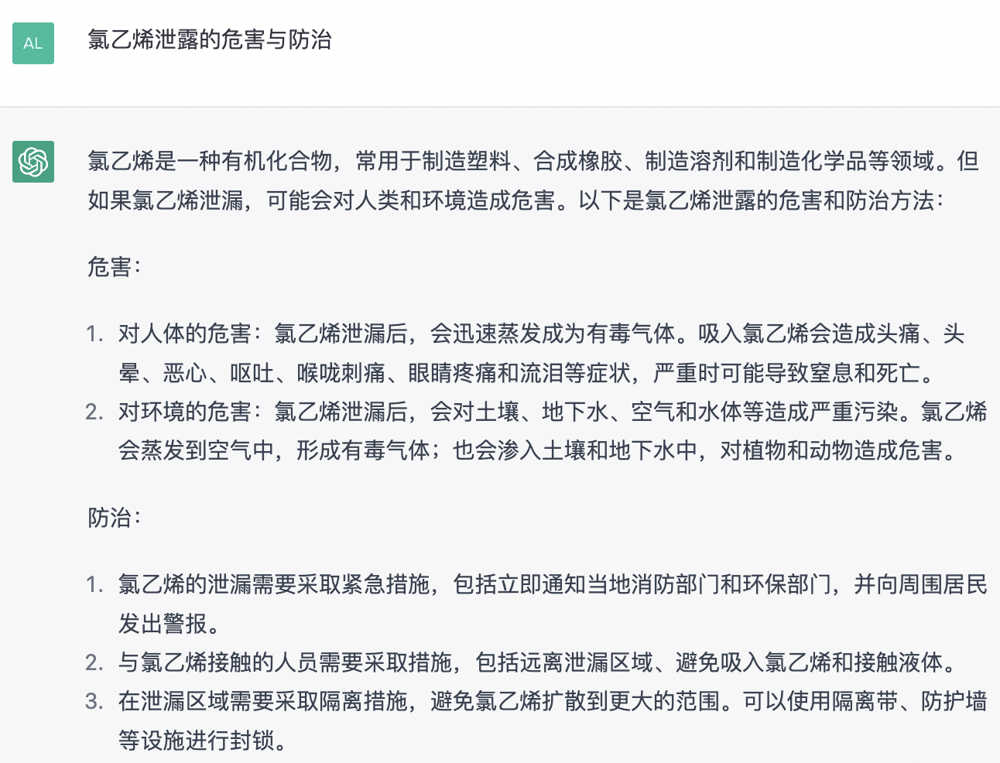 AL
氯乙烯泄露的危害与防治
氯乙烯是一种有机化合物，常用于制造塑料、合成橡胶、制造溶剂和制造化学品等领域。但
如果氯乙烯泄漏，可能会对人类和环境造成危害。以下是氯乙烯泄露的危害和防治方法：
危害：
1. 对人体的危害：氯乙烯泄漏后，会迅速蒸发成为有毒气体。吸入氯乙烯会造成头痛、头
晕、恶心、呕吐、喉咙刺痛、眼睛疼痛和流泪等症状，严重时可能导致窒息和死亡。
2. 对环境的危害：氯乙烯泄漏后，会对土壤、地下水、空气和水体等造成严重污染。氯乙烯
会蒸发到空气中，形成有毒气体；也会渗入土壤和地下水中，对植物和动物造成危害。
防治：
1. 氯乙烯的泄漏需要采取紧急措施，包括立即通知当地消防部门和环保部门，并向周围居民
发出警报。
2. 与氯乙烯接触的人员需要采取措施，包括远离泄漏区域、避免吸入氯乙烯和接触液体。
3. 在泄漏区域需要采取隔离措施，避免氯乙烯扩散到更大的范围。可以使用隔离带、防护墙
等设施进行封锁。